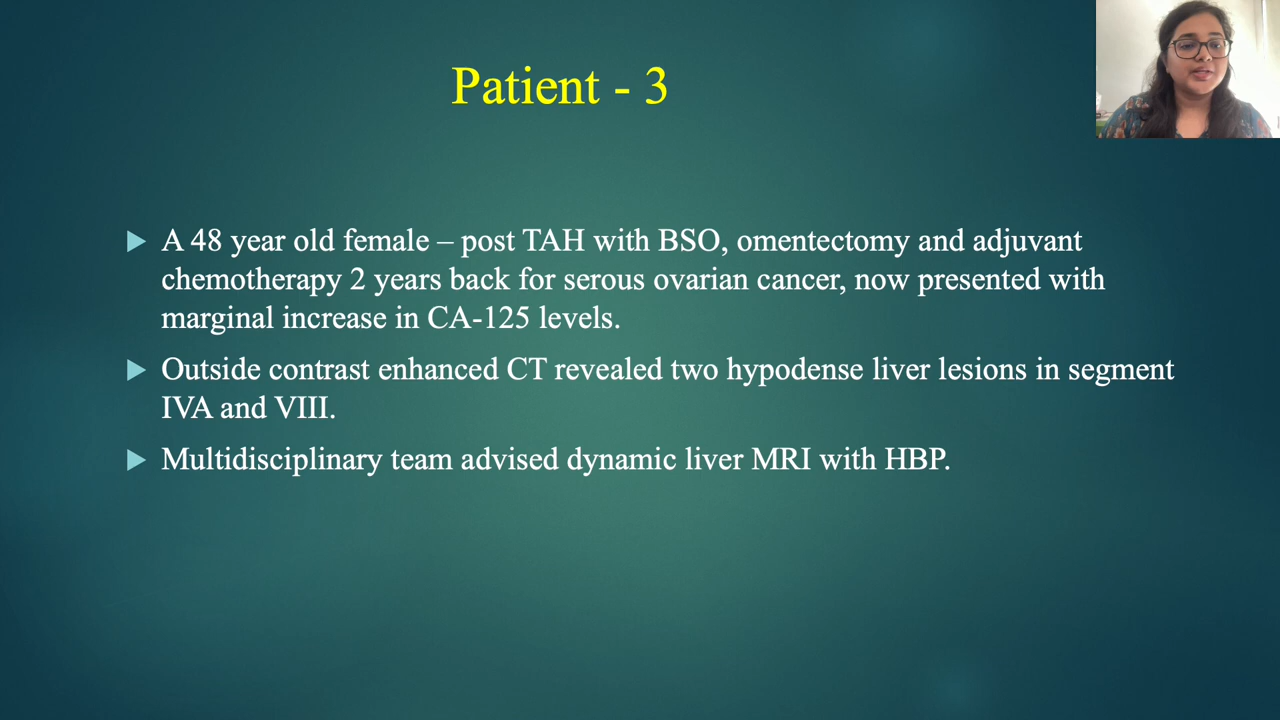 Patient - 3
A 48 year old female – post TAH with BSO, omentectomy and adjuvant
chemotherapy 2 years back for serous ovarian cancer, now presented with
marginal increase in CA-125 levels.
Outside contrast enhanced CT revealed two hypodense liver lesions in segment
IVA and VIII.
Multidisciplinary team advised dynamic liver MRI with HBP.